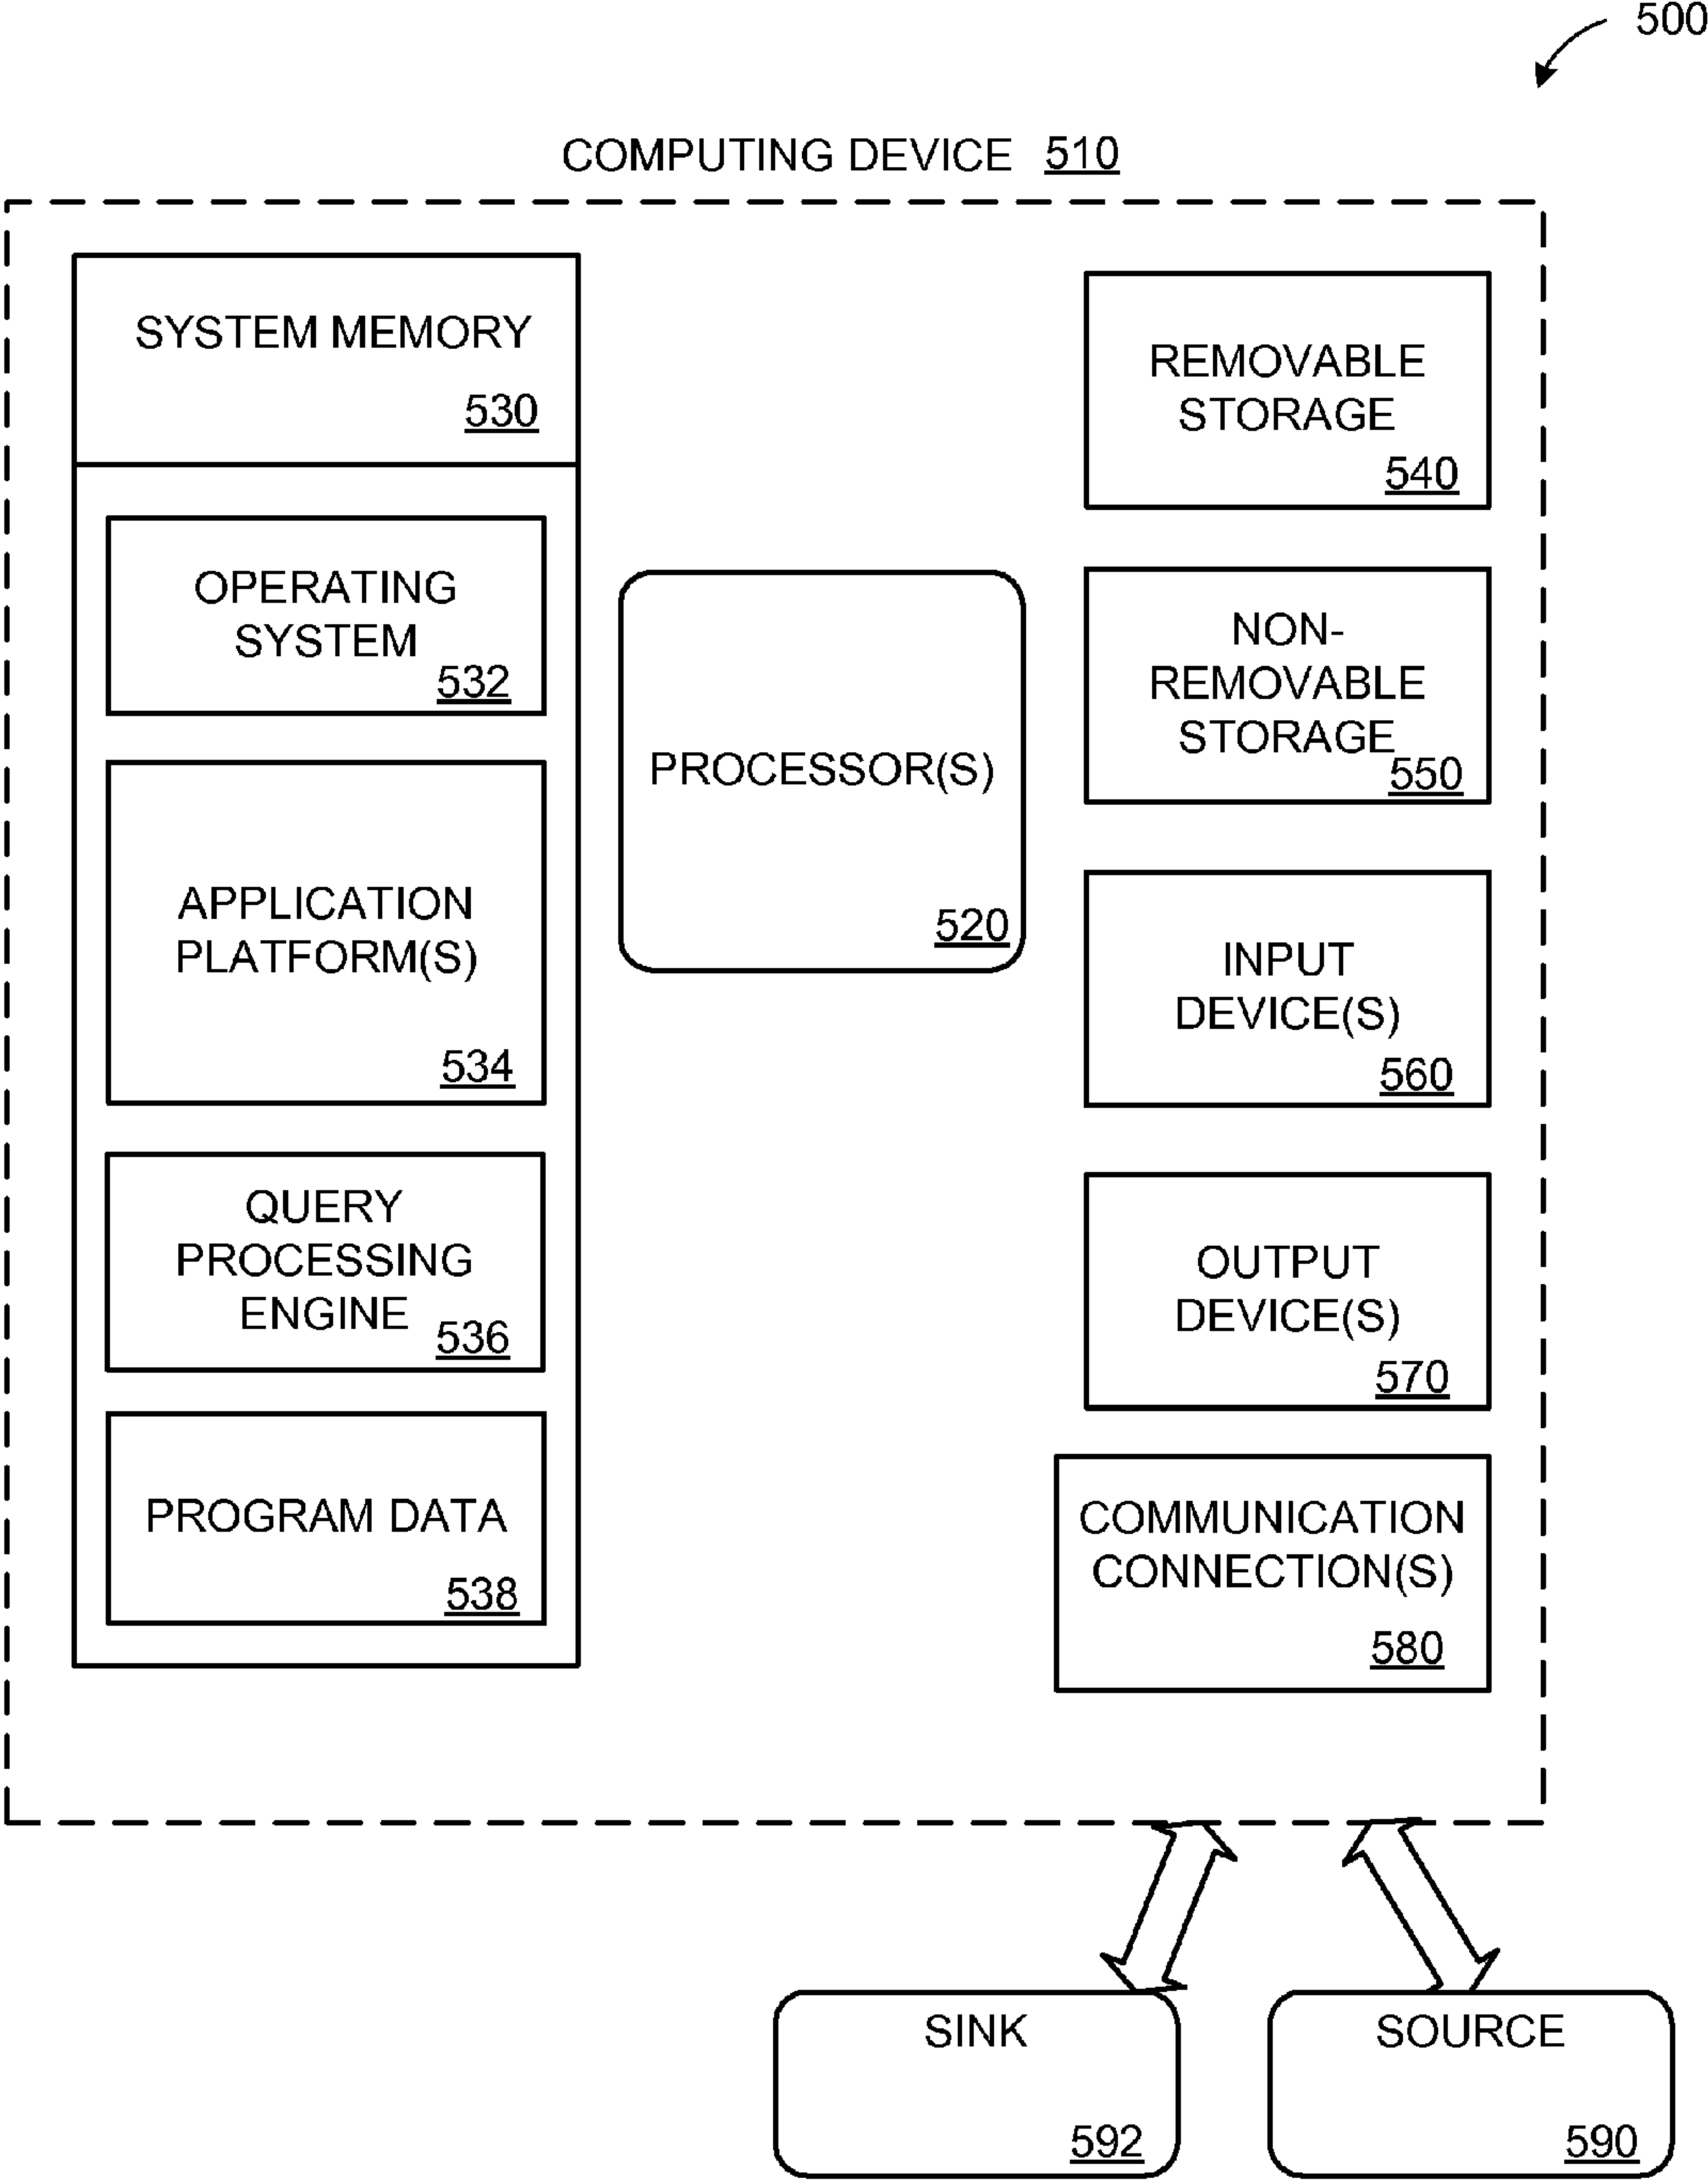 500
COMPUTING DEVICE 510
SYSTEM MEMORY
530
OPERATING
SYSTEM
532
APPLICATION
PLATFORM(S)
534
QUERY
PROCESSING
ENGINE
536
PROGRAM DATA
538
PROCESSOR(S)
520
REMOVABLE
STORAGE
540
NON-
REMOVABLE
STORAGE
550
INPUT
DEVICE(S)
560
OUTPUT
DEVICE(S)
570
COMMUNICATION
CONNECTION(S)
580
SINK
592
SOURCE
590